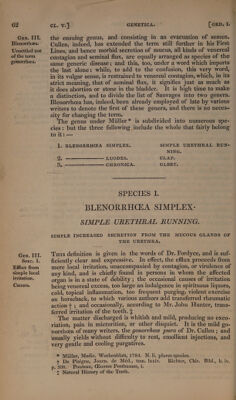 62 CL. V.] GENETICA. [ORD. I.
GEN. III.
Blenorrhœa.
Unsettled use
of the term
gonorrhœa.
the ensuing genus, and consisting in an evacuation of semen.
Cullen, indeed, has extended the term still further in his First
Lines, and hence morbid secretion of mucus, all kinds of venereal
contagion and seminal flux, are equally arranged as species of the
same generic disease; and this, too, under a word which imports
the last alone: while, to add to the confusion, this very word,
in its vulgar sense, is restrained to venereal contagion, which, in its
strict meaning, that of seminal flux, it signifies just as much as
it does abortion or stone in the bladder. It is high time to make
a distinction, and to divide the list of Sauvages into two genera.
Blenorrhœa has, indeed, been already employed of late by various
writers to denote the first of these genera, and there is no neces-
sity for changing the term.
The genus under Müller * is subdivided into numerous spe-
cies: but the three following include the whole that fairly belong
to it:—
1. BLENORRHŒA SIMPLEX. SIMPLE URETHRAL RUN-
NING.
2. ———— LUODES. CLAP.
3. ———— CHRONICA. GLEET.
SPECIES I.
BLENORRHŒA SIMPLEX.
SIMPLE URETHRAL RUNNING.
SIMPLE INCREASED SECRETION FROM THE MUCOUS GLANDS OF
THE URETHRA.
GEN. III.
SPEC. I.
Efflux from
simple local
irritation.
Causes.
THIS definition is given in the words of Dr. Fordyce, and is suf-
ficiently clear and expressive. In effect, the efflux proceeds from
mere local irritation, unaccompanied by contagion, or virulence of
any kind, and is chiefly found in persons in whom the affected
organ is in a state of debility; the occasional causes of irritation
being venereal excess, too large an indulgence in spirituous liquors,
cold, topical inflammation, too frequent purging, violent exercise
on horseback, to which various authors add transferred rheumatic
action †; and occasionally, according to Mr. John Hunter, trans-
ferred irritation of the teeth. ‡
The matter discharged is whitish and mild, producing no exco-
riation, pain in micturition, or other disquiet. It is the mild go-
norrhœa of many writers, the gonorrhœa pura of Dr. Cullen; and
usually yields without difficulty to rest, emollient injections, and
very gentle and cooling purgatives.
* Müller, Medic. Wochenblatt, 1784. N. 5. plures species.
† De Plaigne, Journ. de Med., tom. lxxiv. Richter, Chir. Bibl., b. iv.
p. 508. Ponteau, Œuvres Posthumes, i.
‡ Natural History of the Teeth.